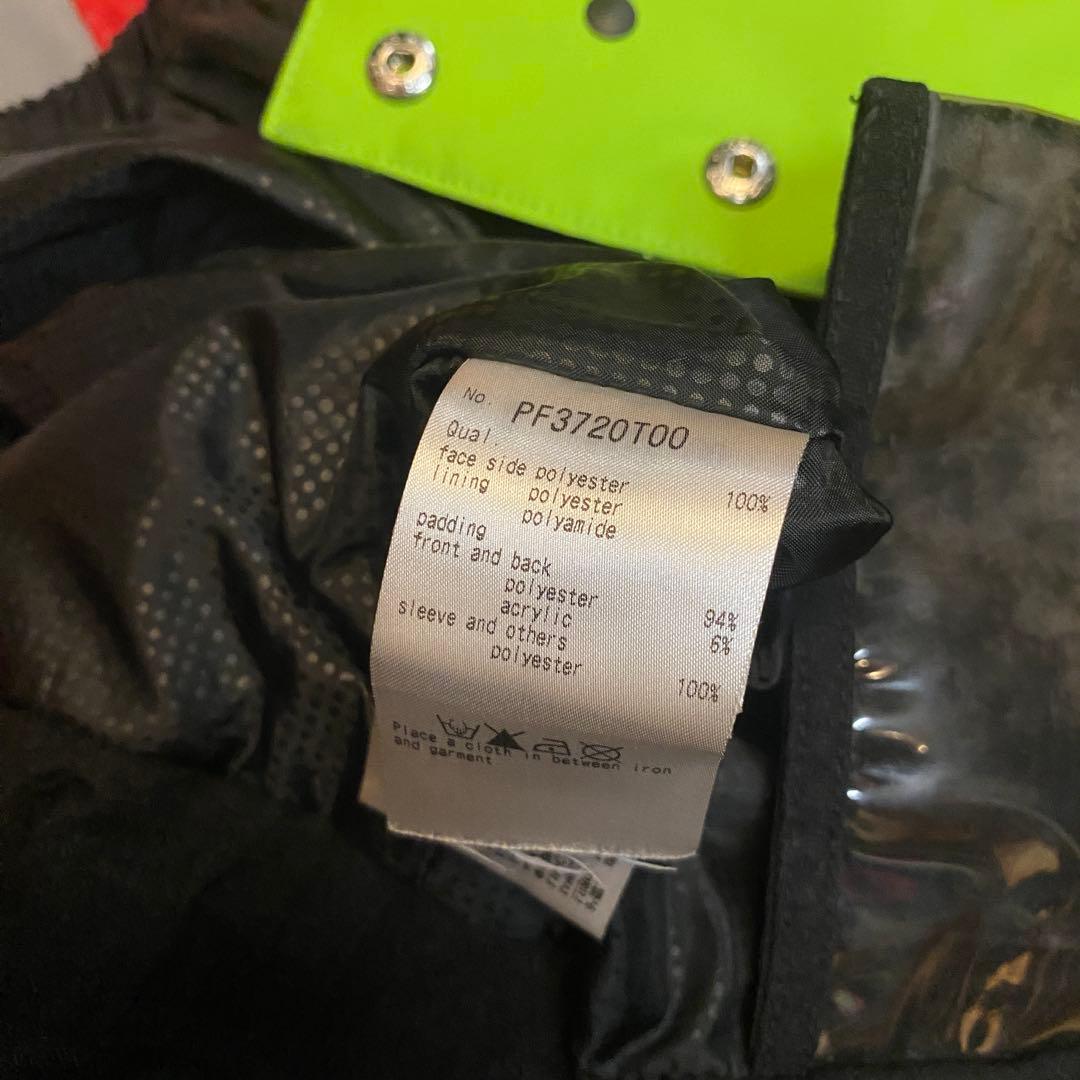 No. PF3720T00
Qual.
face side polyester 100%
lining polyester
polyamide
padding
front and back
polyester 94%
acrylic 6%
sleeve and others
polyester 100%
Place a cloth in between iron
and garment